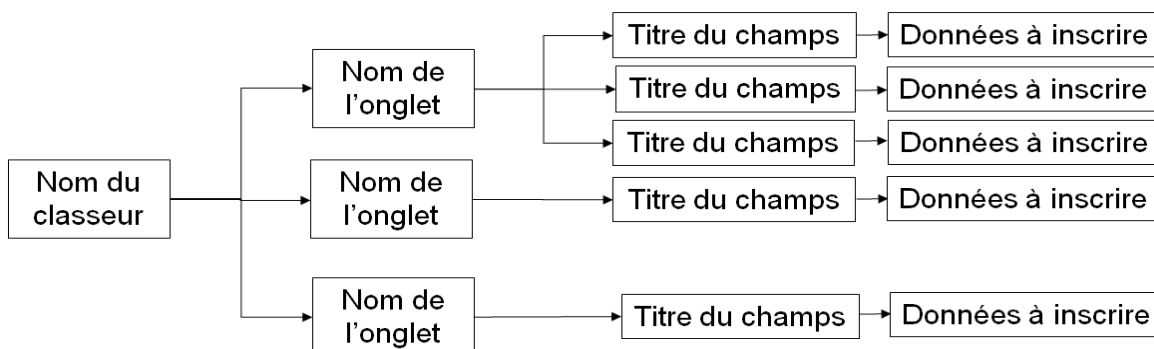 Titre du champs
Données à inscrire
Nom de
l'onglet
Titre du champs
Données à inscrire
Titre du champs
Données à inscrire
Nom du
classeur
Nom de
l'onglet
Titre du champs
Données à inscrire
Nom de
l'onglet
Titre du champs
Données à inscrire